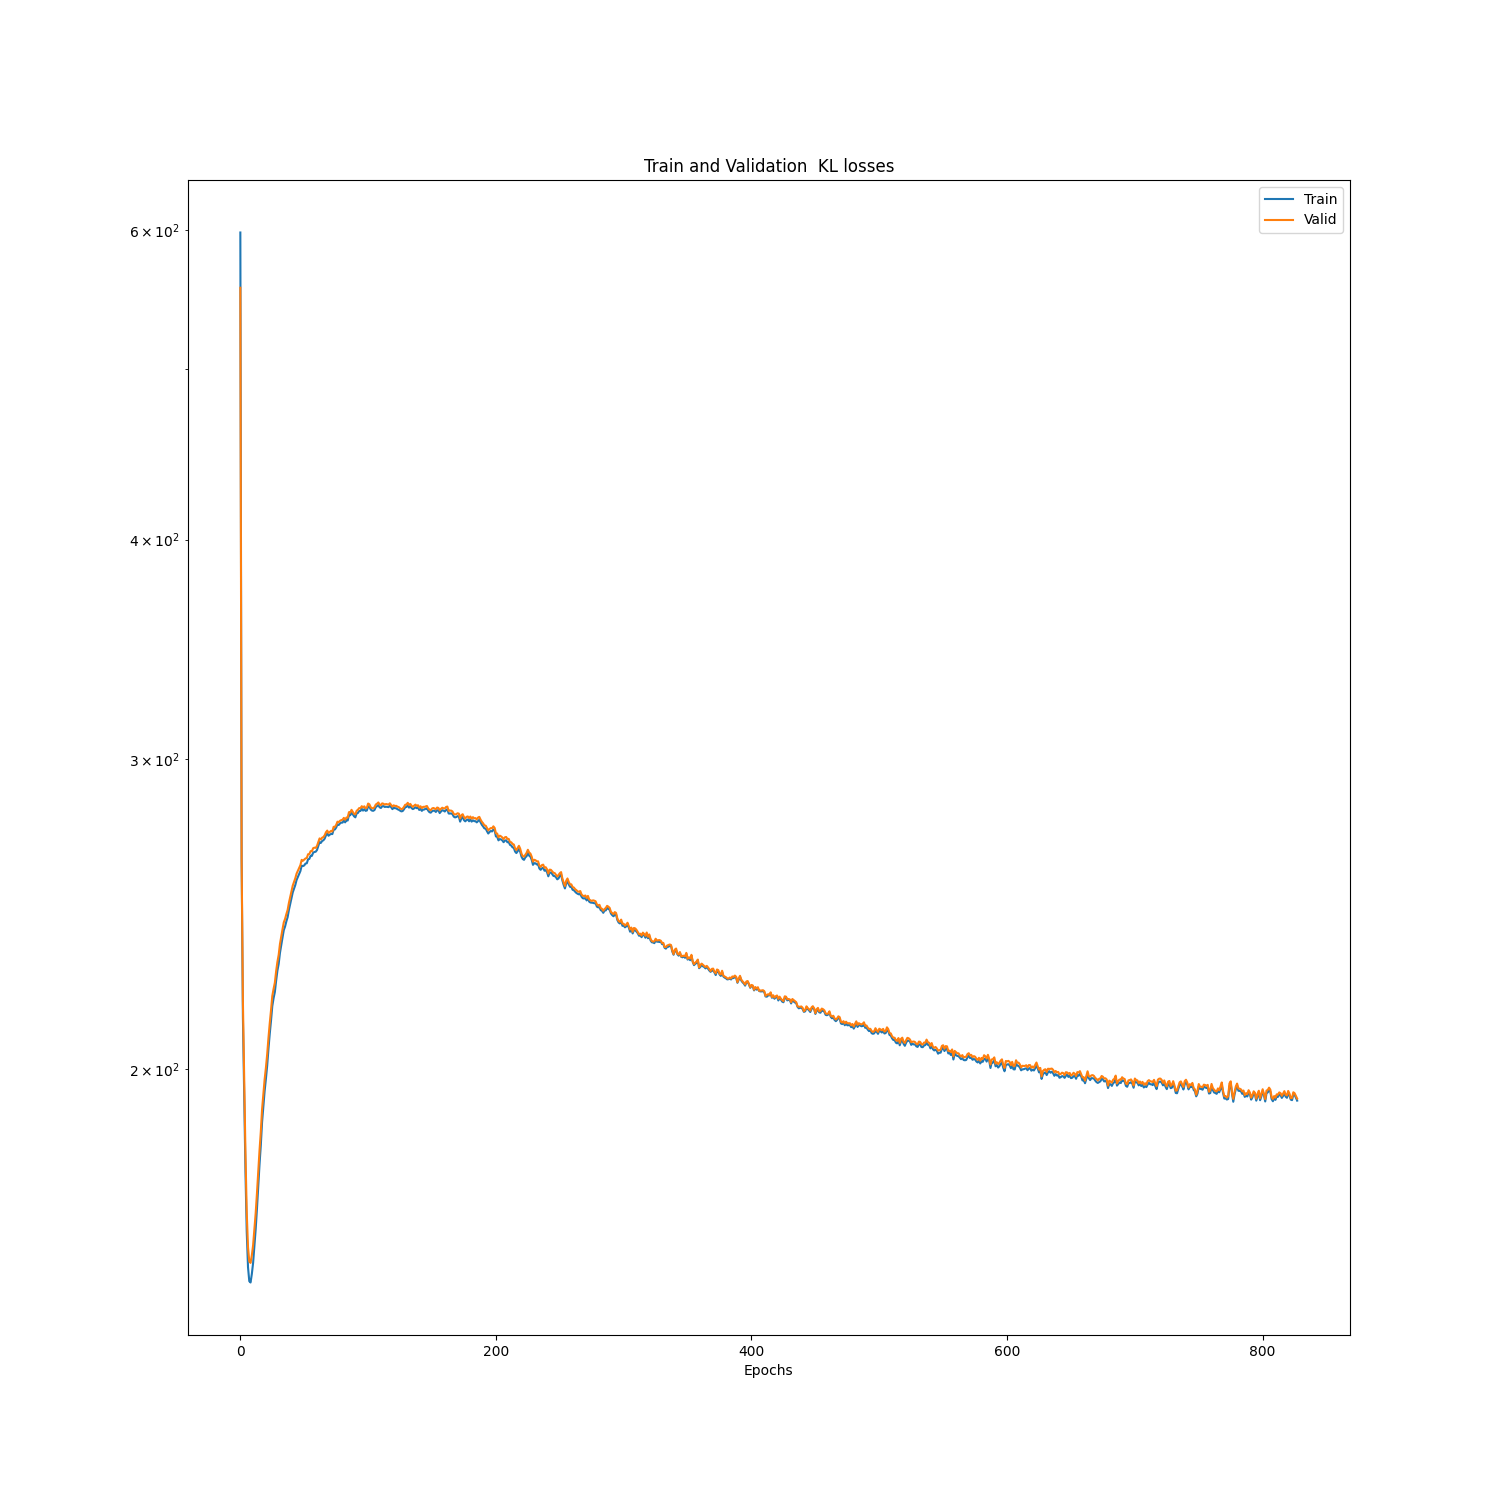 Train and Validation  KL losses
Train
Valid
6 × 10²
4 × 10²
3 × 10²
2 × 10²
0 200 400 600 800
Epochs